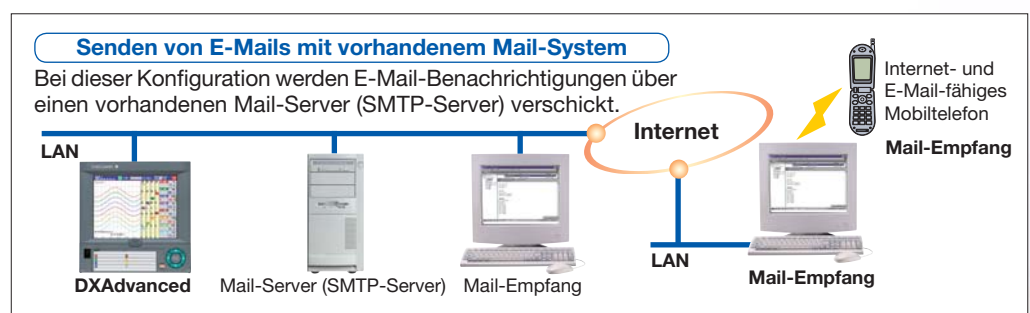 Senden von E-Mails mit vorhandenem Mail-System
Bei dieser Konfiguration werden E-Mail-Benachrichtigungen über
einen vorhandenen Mail-Server (SMTP-Server) verschickt.
Internet
Internet- und
E-Mail-fähiges
Mobiltelefon
Mail-Empfang
LAN
DXAdvanced
Mail-Server (SMTP-Server)
Mail-Empfang
LAN
Mail-Empfang